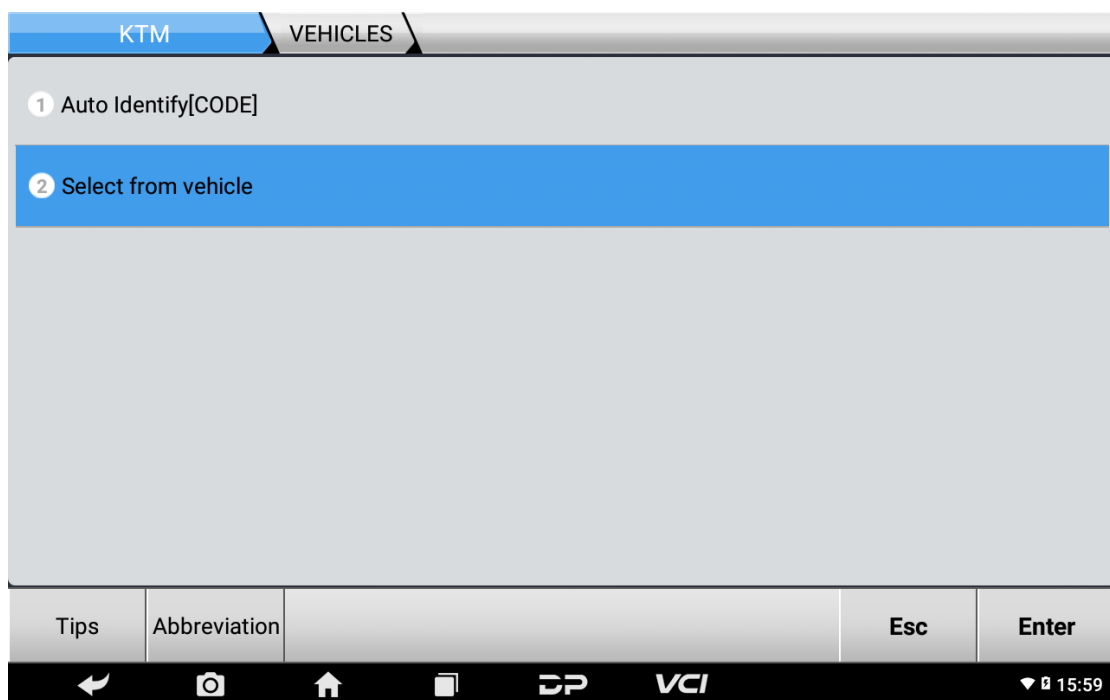 KTM VEHICLES
1 Auto Identify[CODE]
2 Select from vehicle
Tips Abbreviation Esc Enter
DP VCI 15:59